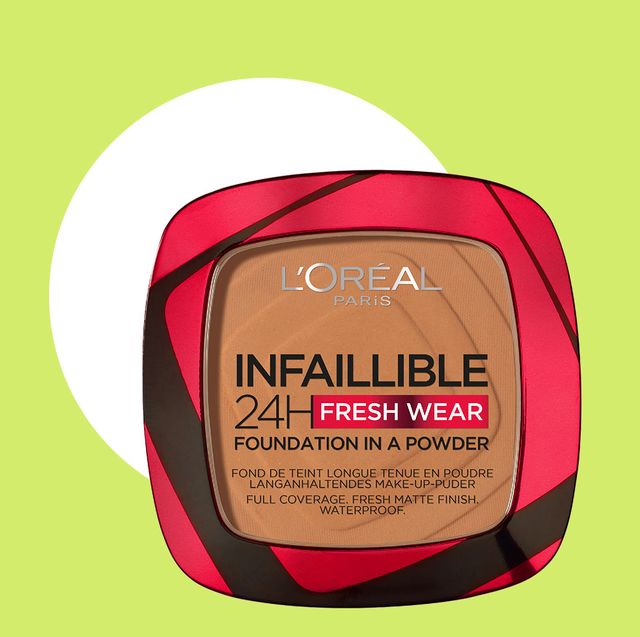 L'ORÉAL
PARiS
INFAILLIBLE
24H FRESH WEAR
FOUNDATION IN A POWDER
FOND DE TEINT LONGUE TENUE EN POUDRE
LANGANHALTENDES MAKE-UP-PUDER
FULL COVERAGE. FRESH MATTE FINISH.
WATERPROOF.